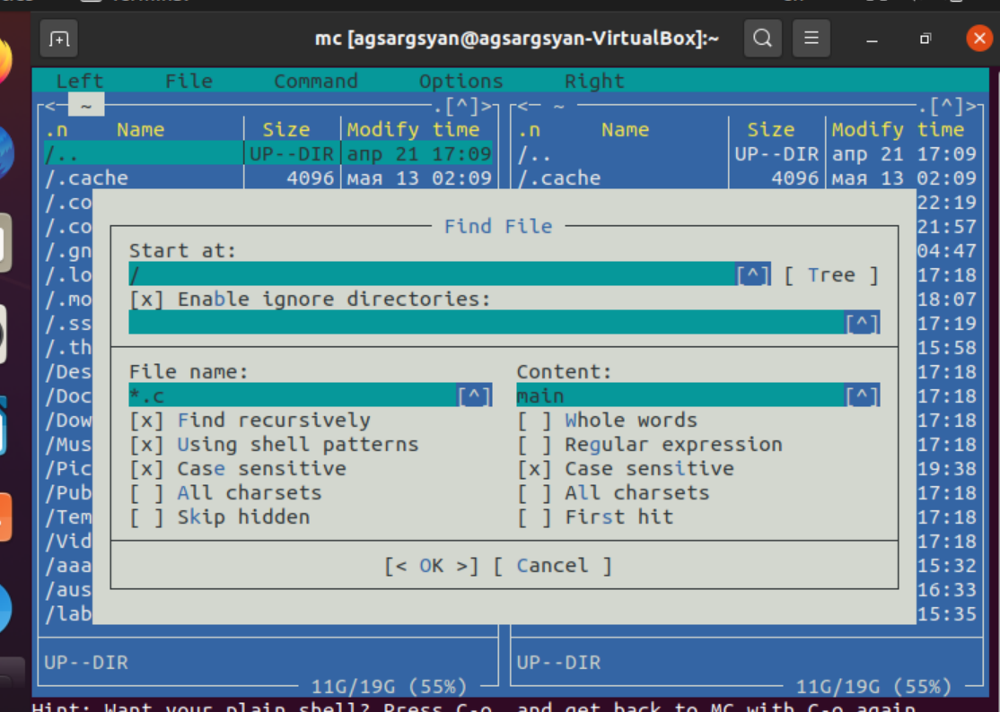 mc [agsargsyan@agsargsyan-VirtualBox]:~
Left File Command Options Right
<─ ~ .[^]> <─ ~ .[^]>
.n Name Size Modify time .n Name Size Modify time
/.. UP--DIR апр 21 17:09 /.. UP--DIR апр 21 17:09
/.cache 4096 мая 13 02:09 /.cache 4096 мая 13 02:09
/.co 22:19
/.co Find File 21:57
/.gn Start at: 04:47
/.lo / [^] [ Tree ] 17:18
/.mo [x] Enable ignore directories: 18:07
/.ss [^] 17:19
/.th 15:58
/Des File name: Content: 17:18
/Doc *.c [^] main [^] 17:18
/Dow [x] Find recursively [ ] Whole words 17:18
/Mus [x] Using shell patterns [ ] Regular expression 17:18
/Pic [x] Case sensitive [x] Case sensitive 19:38
/Pub [ ] All charsets [ ] All charsets 17:18
/Tem [ ] Skip hidden [ ] First hit 17:18
/Vid 17:18
/aaa [< OK >] [ Cancel ] 15:32
/aus 16:33
/lab 15:35
UP--DIR UP--DIR
11G/19G (55%) 11G/19G (55%)
Hint: Want your plain shell? Press C-o, and get back to MC with C-o again.